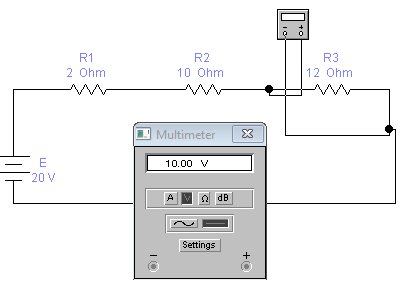 R1
2 Ohm
R2
10 Ohm
R3
12 Ohm
- +
E
20 V
Multimeter
10.00 V
A V Ω dB
Settings
- +